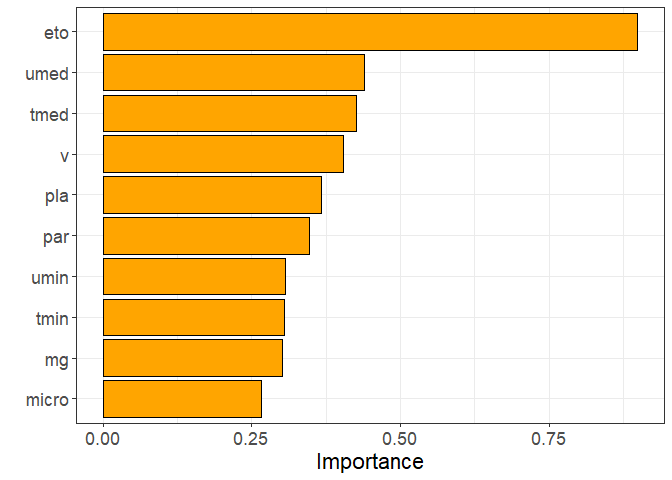 eto
umed
tmed
v
pla
par
umin
tmin
mg
micro
0.00 0.25 0.50 0.75
Importance